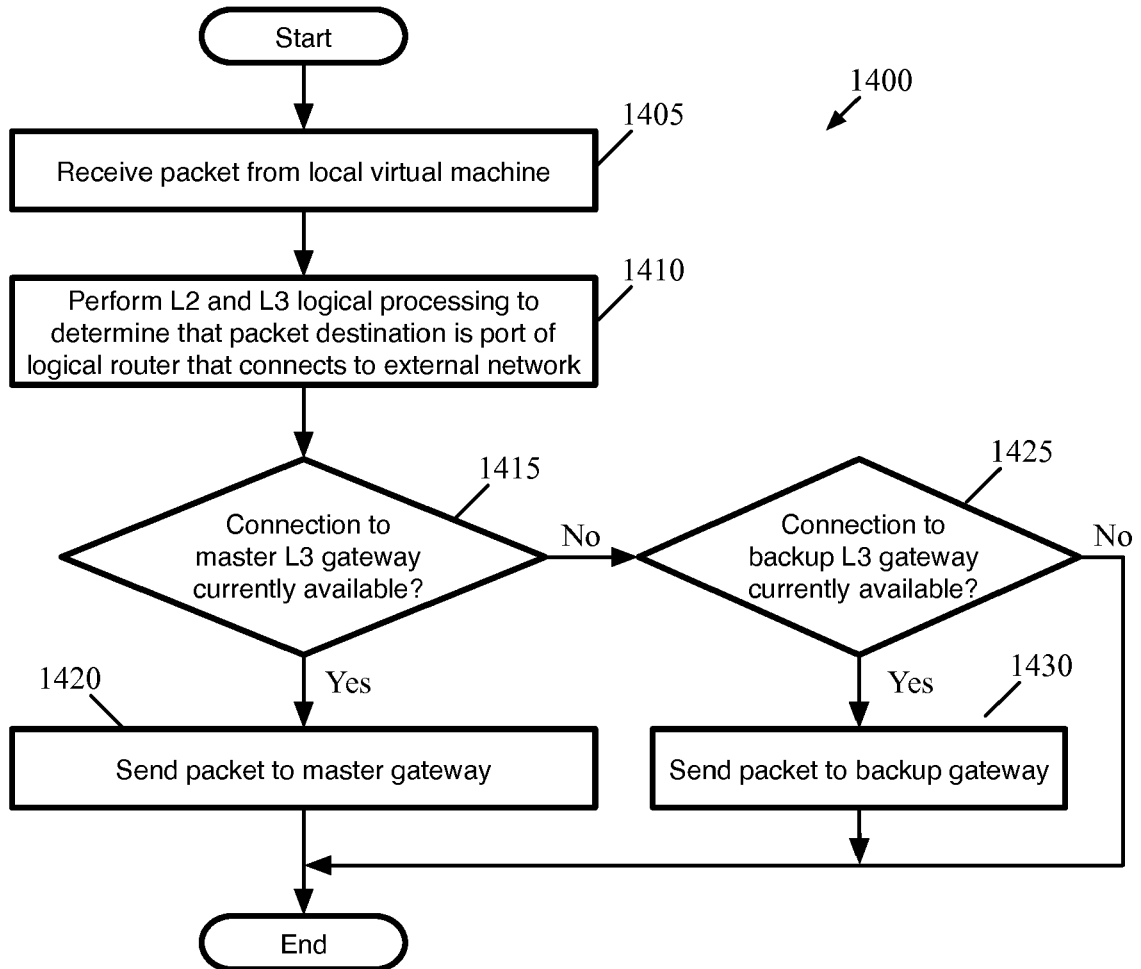 Start
1400
1405
Receive packet from local virtual machine
1410
Perform L2 and L3 logical processing to
determine that packet destination is port of
logical router that connects to external network
1415
Connection to
master L3 gateway
currently available?
No
1425
Connection to
backup L3 gateway
currently available?
No
Yes
1420
Send packet to master gateway
Yes
1430
Send packet to backup gateway
End